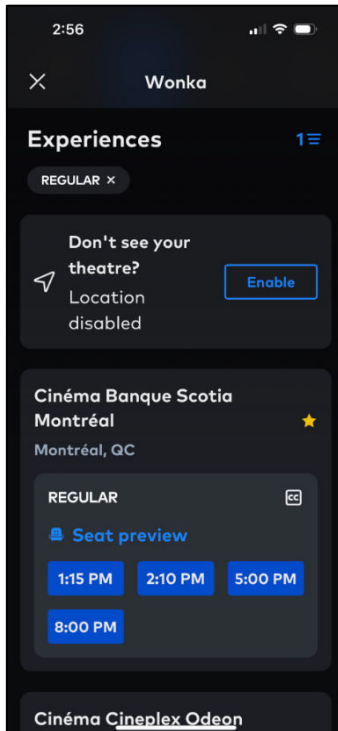 2:56
Wonka
Experiences 1
REGULAR ×
Don't see your
theatre?
Location
disabled
Enable
Cinéma Banque Scotia
Montréal
Montréal, QC
REGULAR CC
Seat preview
1:15 PM 2:10 PM 5:00 PM
8:00 PM
Cinéma Cineplex Odeon